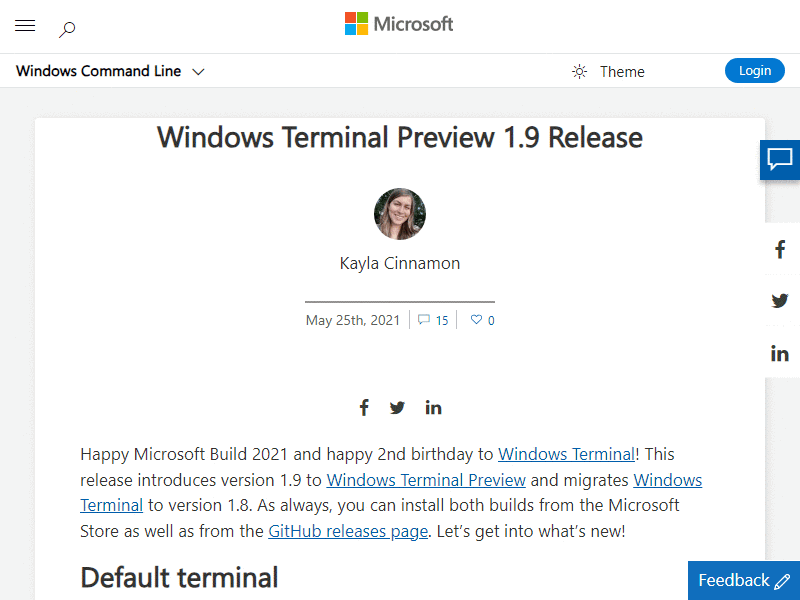 Microsoft
Windows Command Line
Theme
Login
Windows Terminal Preview 1.9 Release
Kayla Cinnamon
May 25th, 2021 15 0
Happy Microsoft Build 2021 and happy 2nd birthday to Windows Terminal! This
release introduces version 1.9 to Windows Terminal Preview and migrates Windows
Terminal to version 1.8. As always, you can install both builds from the Microsoft
Store as well as from the GitHub releases page. Let’s get into what’s new!
Default terminal
Feedback